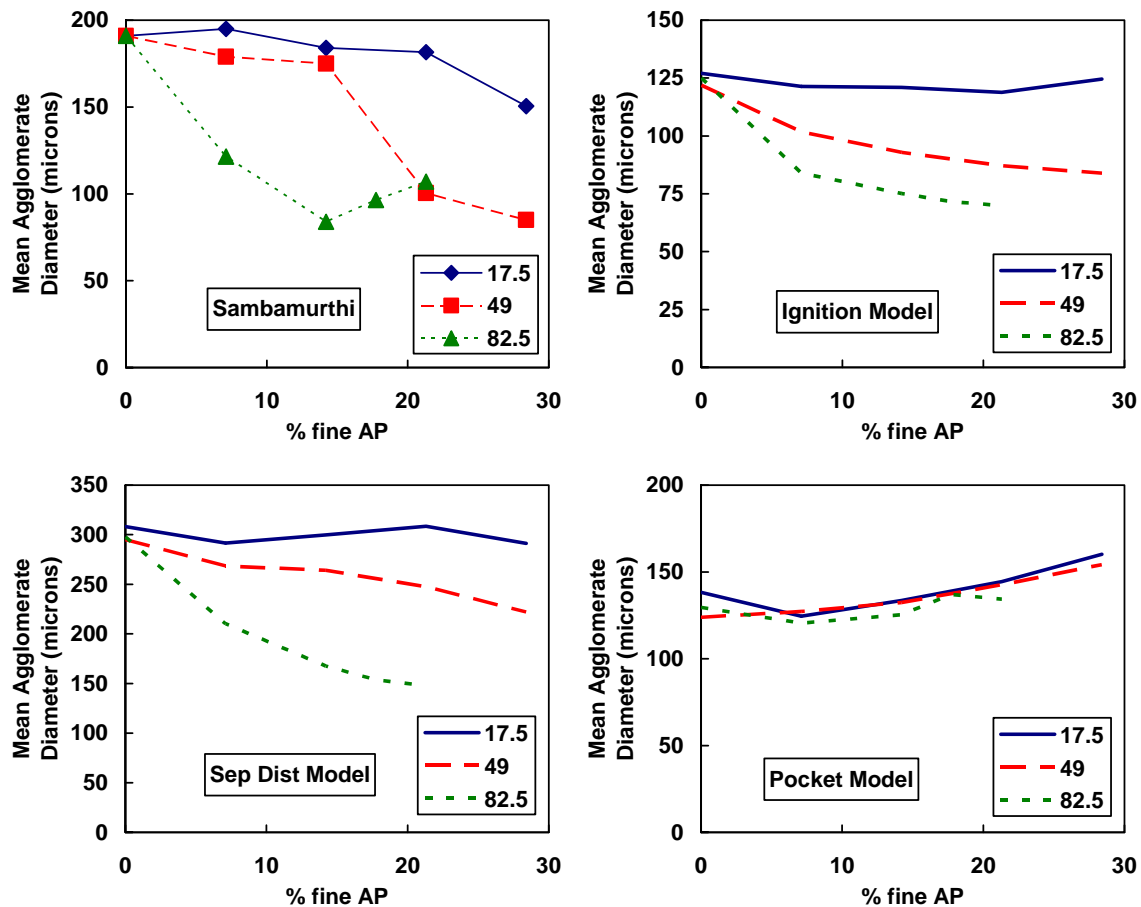 Mean Agglomerate
Diameter (microns)
200
150
100
50
0
Sambamurthi
17.5
49
82.5
0 10 20 30
% fine AP
Mean Agglomerate
Diameter (microns)
150
125
100
75
50
25
0
Ignition Model
17.5
49
82.5
0 10 20 30
% fine AP
Mean Agglomerate
Diameter (microns)
350
300
250
200
150
100
50
0
Sep Dist Model
17.5
49
82.5
0 10 20 30
% fine AP
Mean Agglomerate
Diameter (microns)
200
150
100
50
0
Pocket Model
17.5
49
82.5
0 10 20 30
% fine AP